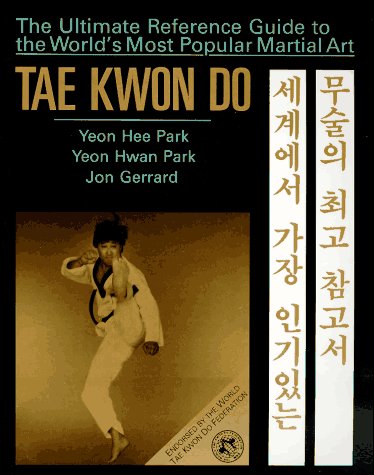 The Ultimate Reference Guide to
the World's Most Popular Martial Art
TAE KWON DO
Yeon Hee Park
Yeon Hwan Park
Jon Gerrard
세계에서 가장 인기있는
무술의 최고 참고서
ENDORSED BY THE WORLD
TAE KWON DO FEDERATION